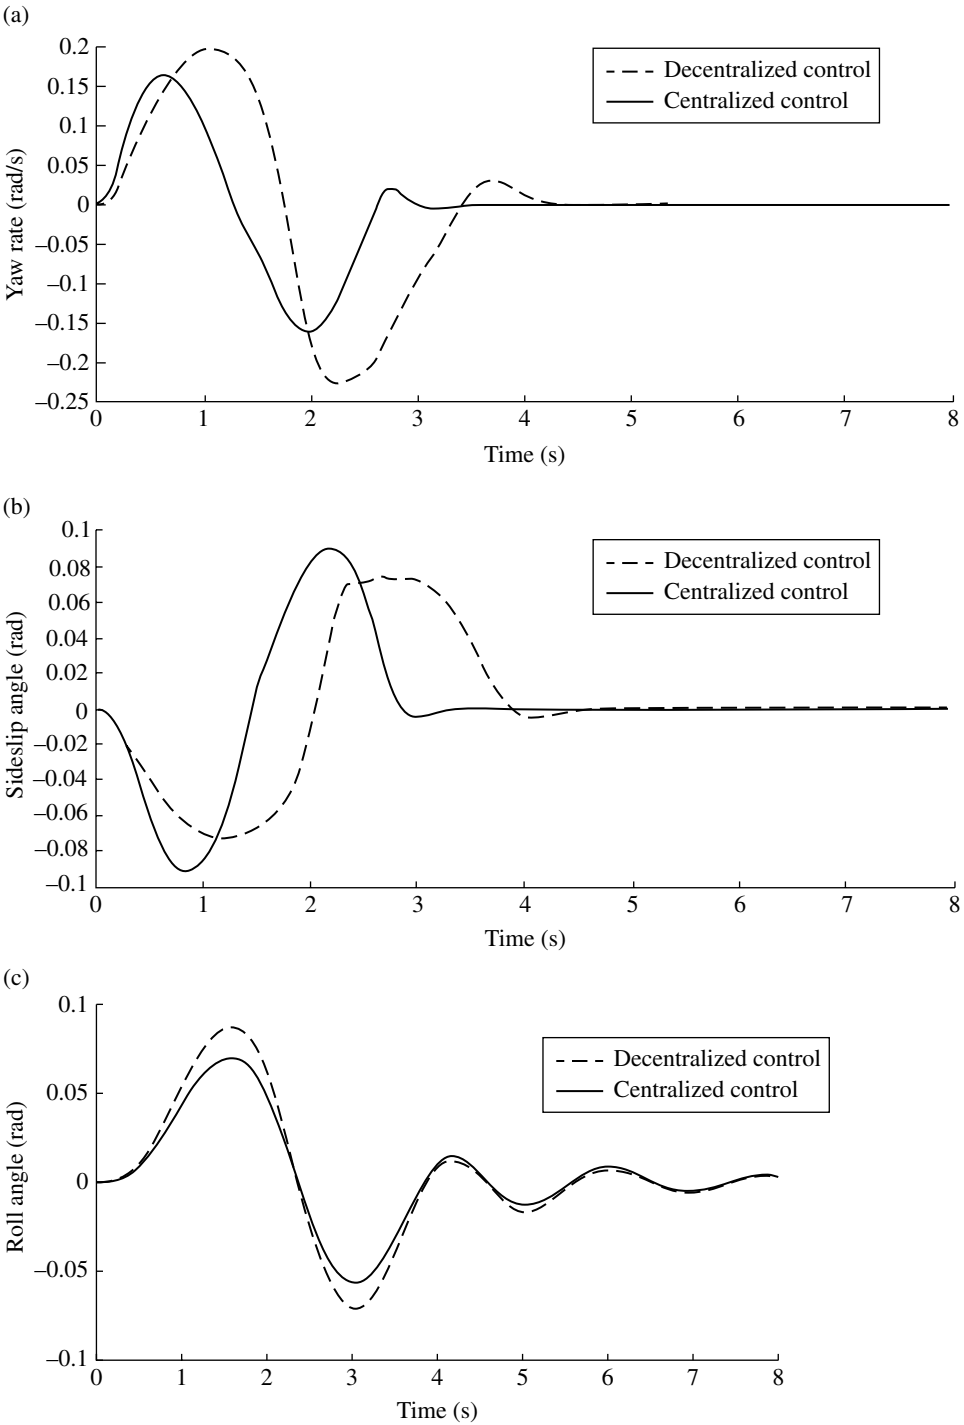 (a)
0.2
0.15
0.1
0.05
0
–0.05
–0.1
–0.15
–0.2
–0.25
Yaw rate (rad/s)
Decentralized control
Centralized control
0 1 2 3 4 5 6 7 8
Time (s)
(b)
0.1
0.08
0.06
0.04
0.02
0
–0.02
–0.04
–0.06
–0.08
–0.1
Sideslip angle (rad)
Decentralized control
Centralized control
0 1 2 3 4 5 6 7 8
Time (s)
(c)
0.1
0.05
0
–0.05
–0.1
Roll angle (rad)
Decentralized control
Centralized control
0 1 2 3 4 5 6 7 8
Time (s)